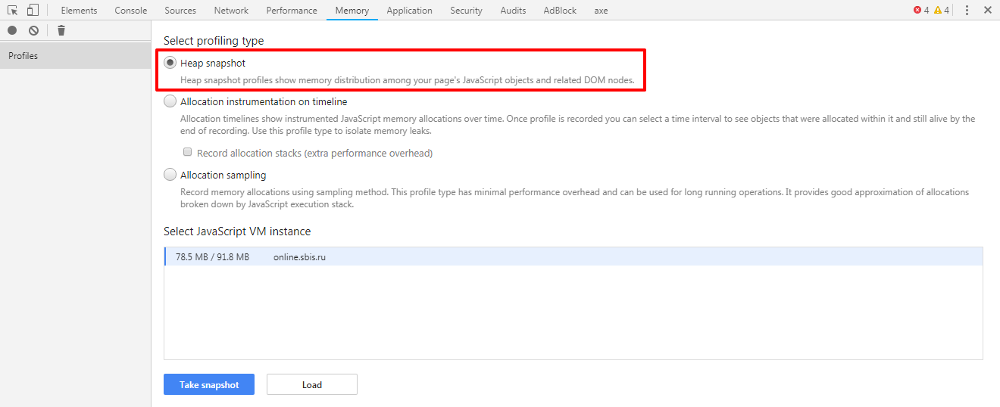 Elements Console Sources Network Performance Memory Application Security Audits AdBlock axe 4 4
Profiles
Select profiling type
Heap snapshot
Heap snapshot profiles show memory distribution among your page's JavaScript objects and related DOM nodes.
Allocation instrumentation on timeline
Allocation timelines show instrumented JavaScript memory allocations over time. Once profile is recorded you can select a time interval to see objects that were allocated within it and still alive by the
end of recording. Use this profile type to isolate memory leaks.
Record allocation stacks (extra performance overhead)
Allocation sampling
Record memory allocations using sampling method. This profile type has minimal performance overhead and can be used for long running operations. It provides good approximation of allocations
broken down by JavaScript execution stack.
Select JavaScript VM instance
78.5 MB / 91.8 MB online.sbis.ru
Take snapshot Load